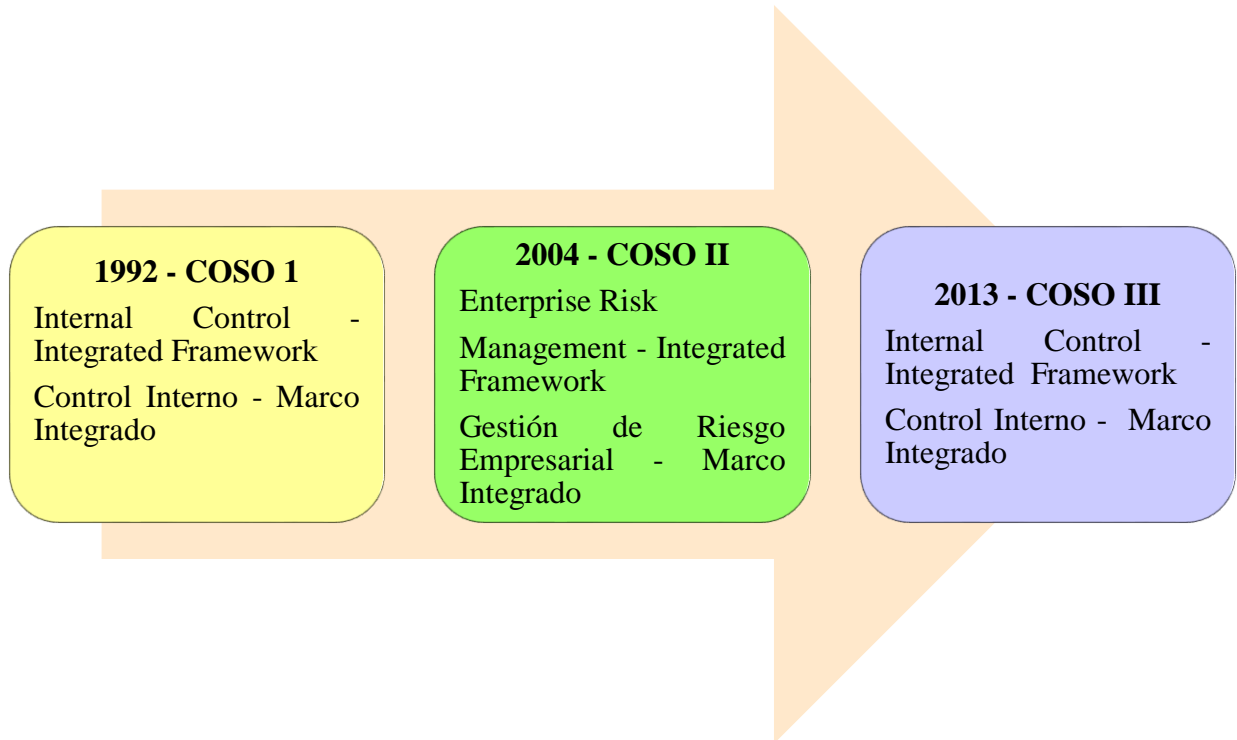 1992 - COSO 1
Internal Control -
Integrated Framework
Control Interno - Marco
Integrado
2004 - COSO II
Enterprise Risk
Management - Integrated
Framework
Gestión de Riesgo
Empresarial - Marco
Integrado
2013 - COSO III
Internal Control -
Integrated Framework
Control Interno - Marco
Integrado